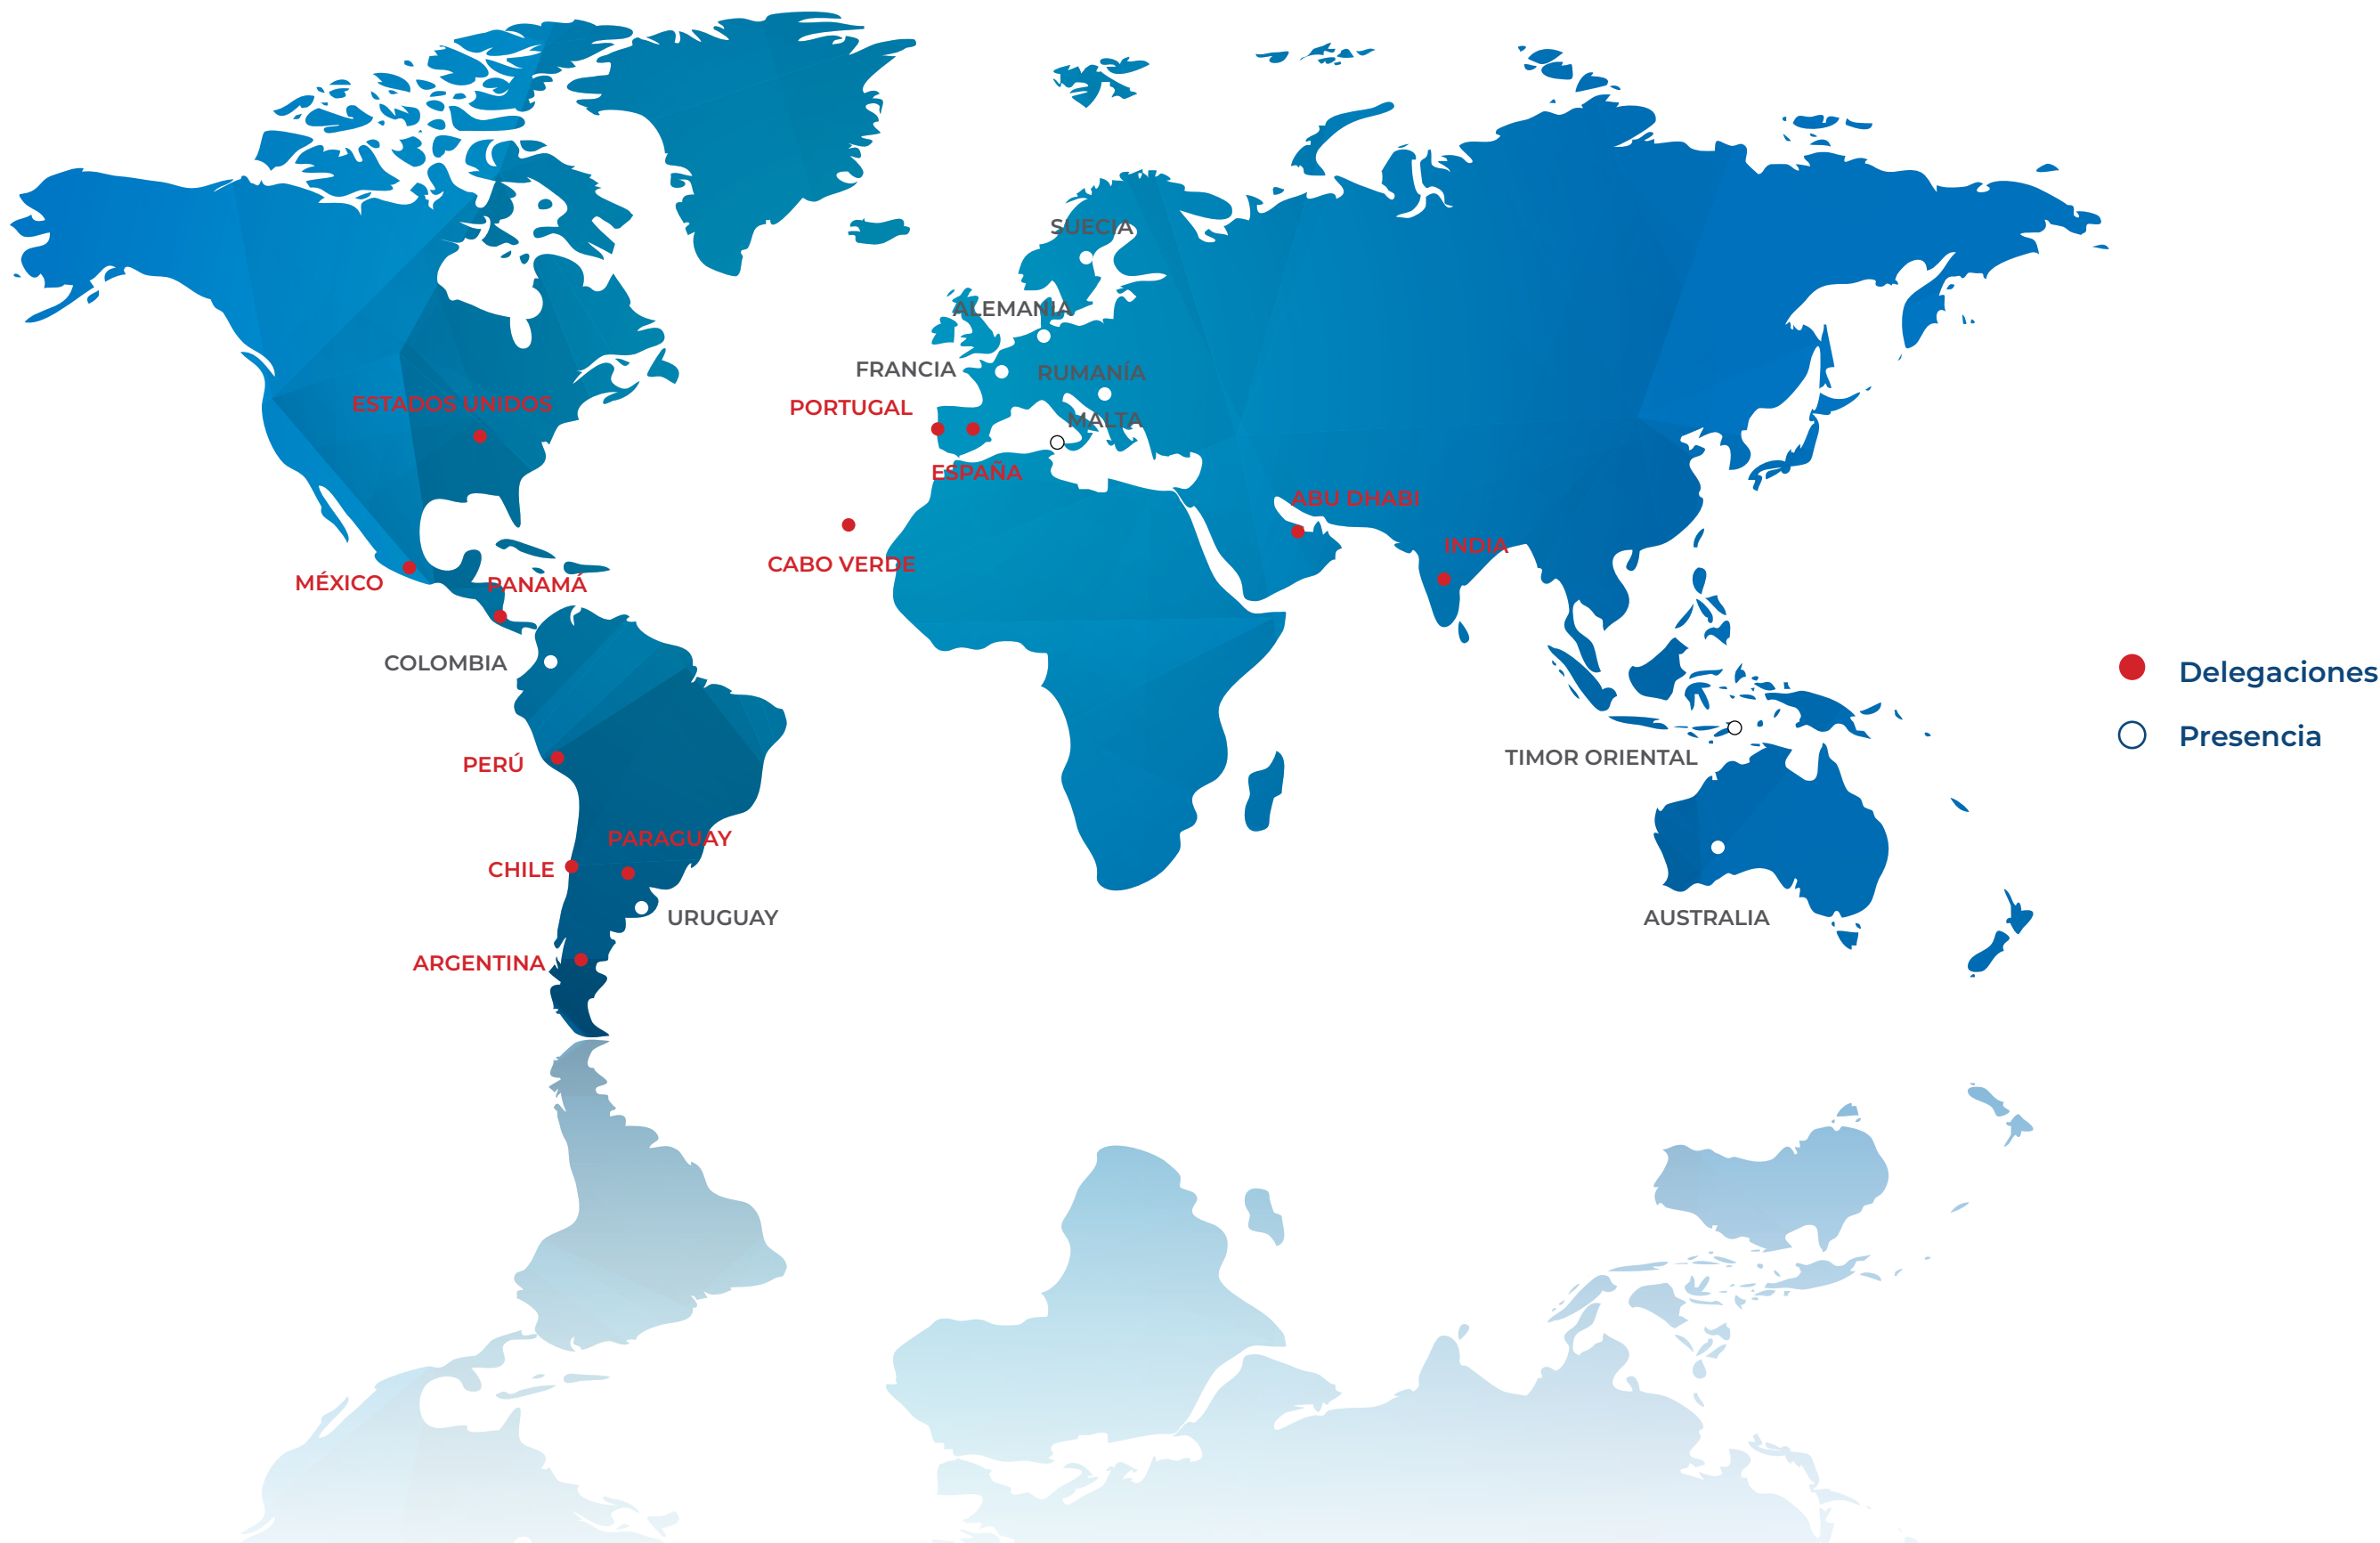 SUECIA
ALEMANIA
FRANCIA
RUMANÍA
ESTADOS UNIDOS
PORTUGAL
MALTA
ESPAÑA
ABU DHABI
INDIA
CABO VERDE
MÉXICO
PANAMÁ
COLOMBIA
Delegaciones
Presencia
TIMOR ORIENTAL
PERÚ
PARAGUAY
CHILE
URUGUAY
AUSTRALIA
ARGENTINA